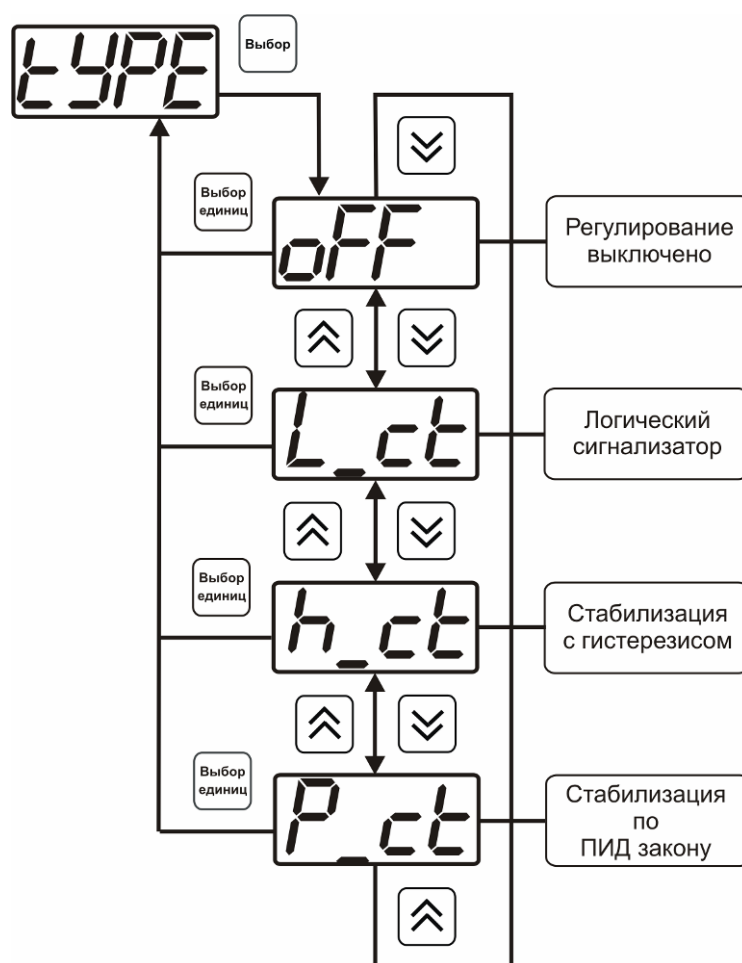 tYPE
Выбор
Выбор
единиц
oFF
Регулирование
выключено
Выбор
единиц
L_ct
Логический
сигнализатор
Выбор
единиц
h_ct
Стабилизация
с гистерезисом
Выбор
единиц
P_ct
Стабилизация
по
ПИД закону